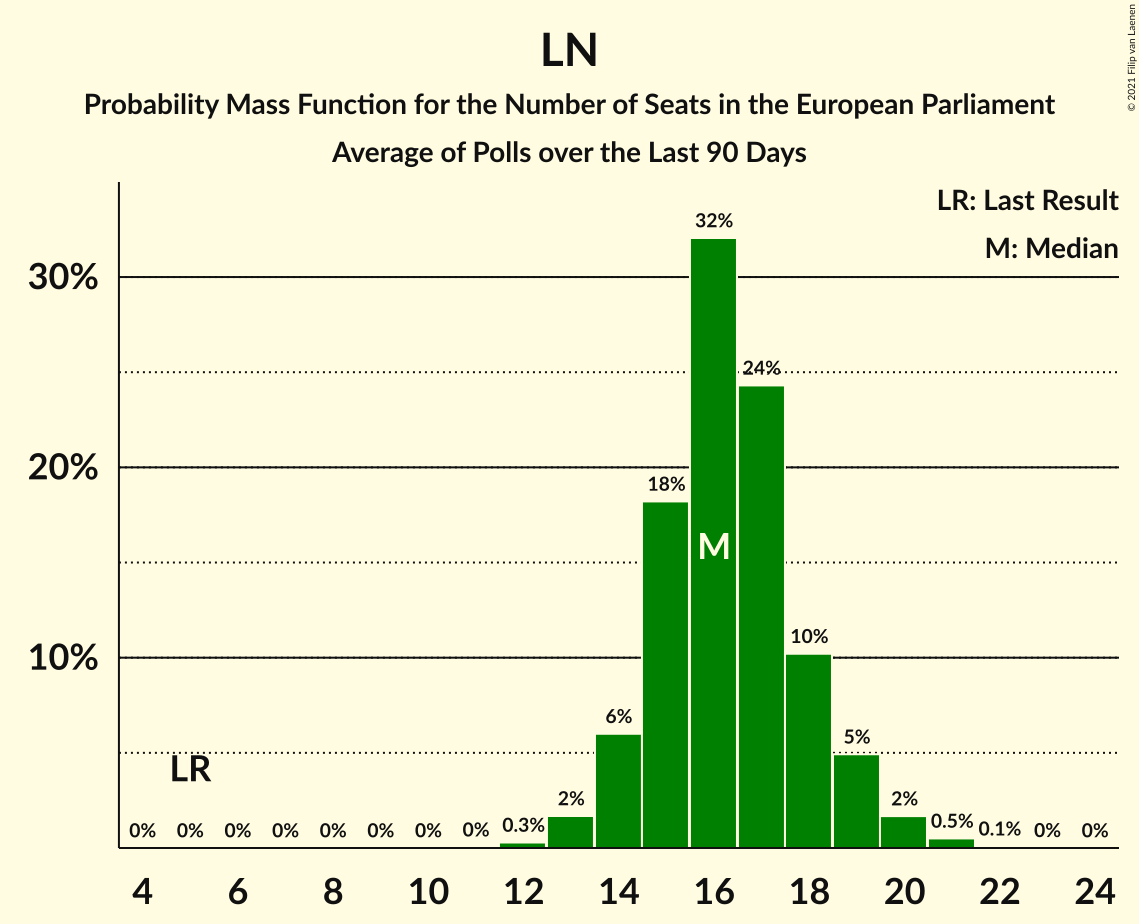 LN
Probability Mass Function for the Number of Seats in the European Parliament
Average of Polls over the Last 90 Days
© 2021 Filip van Laenen
LR: Last Result
M: Median
30%
20%
10%
LR
M
0% 0% 0% 0% 0% 0% 0% 0% 0.3% 2% 6% 18% 32% 24% 10% 5% 2% 0.5% 0.1% 0% 0%
4 6 8 10 12 14 16 18 20 22 24